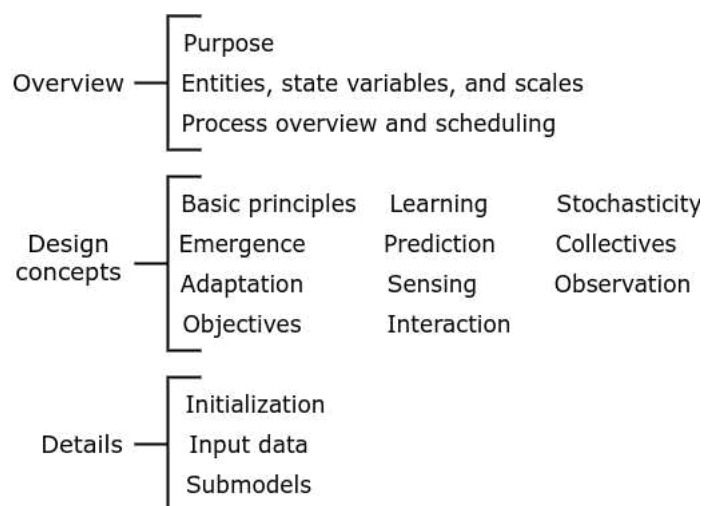 Overview
Purpose
Entities, state variables, and scales
Process overview and scheduling
Design
concepts
Basic principles
Emergence
Adaptation
Objectives
Learning
Prediction
Sensing
Interaction
Stochasticity
Collectives
Observation
Details
Initialization
Input data
Submodels